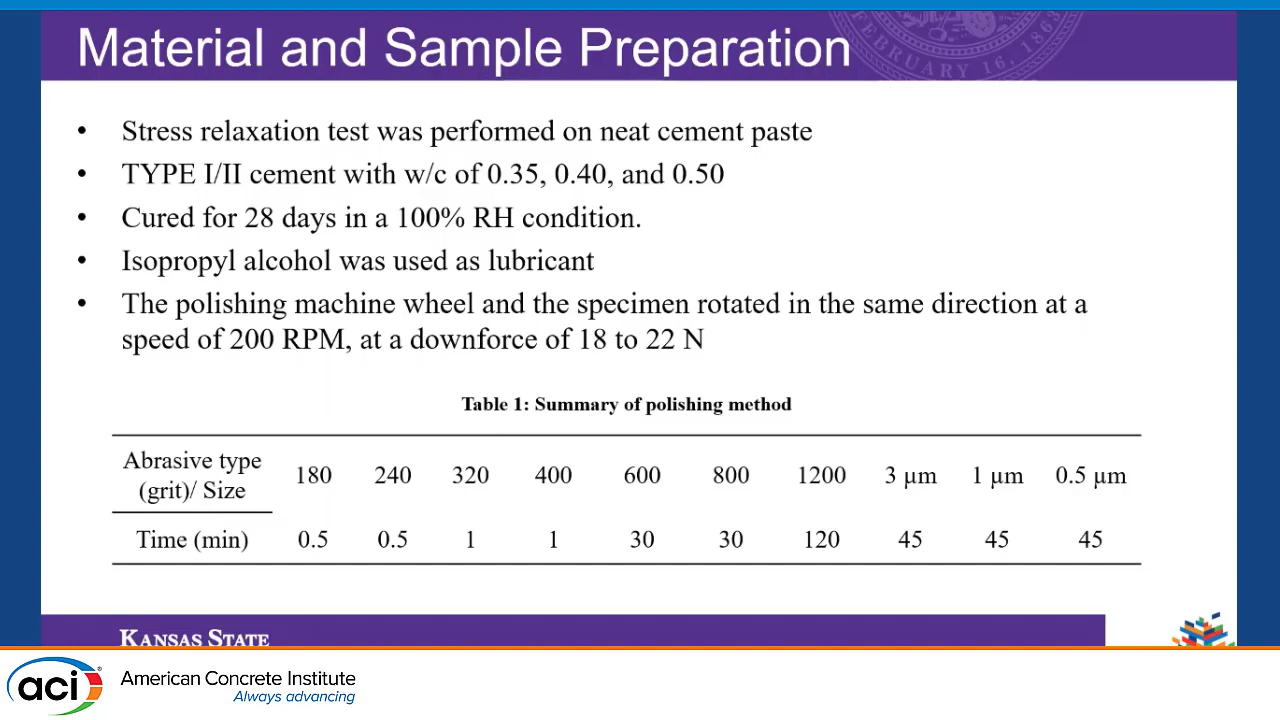 Material and Sample Preparation
FEBRUARY 16, 1863
• Stress relaxation test was performed on neat cement paste
• TYPE I/II cement with w/c of 0.35, 0.40, and 0.50
• Cured for 28 days in a 100% RH condition.
• Isopropyl alcohol was used as lubricant
• The polishing machine wheel and the specimen rotated in the same direction at a
speed of 200 RPM, at a downforce of 18 to 22 N
Table 1: Summary of polishing method
Abrasive type
(grit)/ Size 180 240 320 400 600 800 1200 3 µm 1 µm 0.5 µm
Time (min) 0.5 0.5 1 1 30 30 120 45 45 45
KANSAS STATE
aci® American Concrete Institute
Always advancing